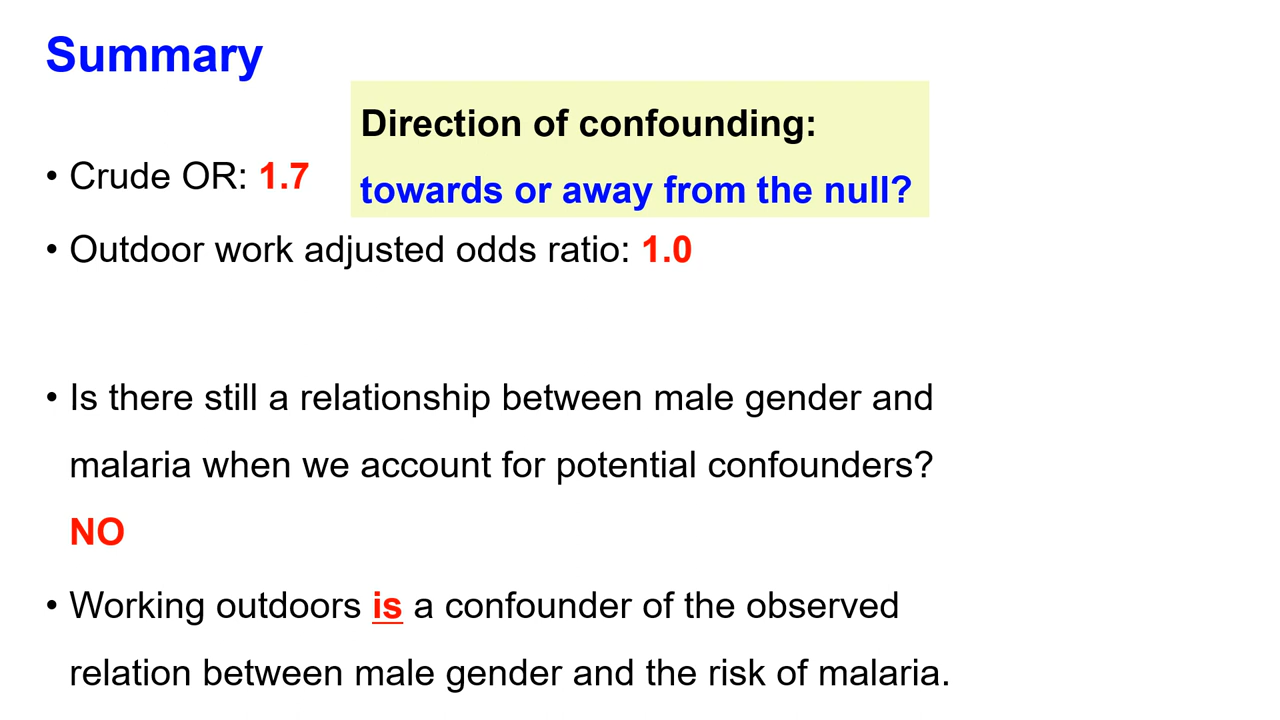 Summary
Direction of confounding:
• Crude OR: 1.7
towards or away from the null?
• Outdoor work adjusted odds ratio: 1.0
• Is there still a relationship between male gender and
malaria when we account for potential confounders?
NO
• Working outdoors is a confounder of the observed
relation between male gender and the risk of malaria.